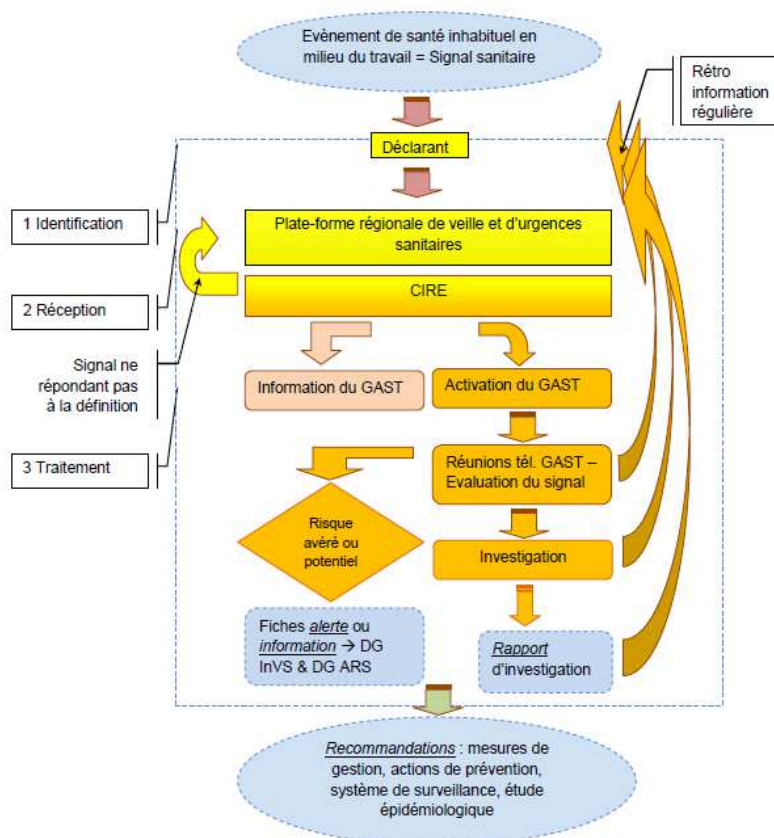 Evènement de santé inhabituel en
milieu du travail = Signal sanitaire
Rétro
information
régulière
Déclarant
1 Identification
Plate-forme régionale de veille et d'urgences
sanitaires
CIRE
2 Réception
Signal ne
répondant pas
à la définition
Information du GAST
Activation du GAST
3 Traitement
Réunions tél. GAST –
Evaluation du signal
Risque
avéré ou
potentiel
Investigation
Fiches alerte ou
information → DG
InVS & DG ARS
Rapport
d'investigation
Recommandations : mesures de
gestion, actions de prévention,
système de surveillance, étude
épidémiologique